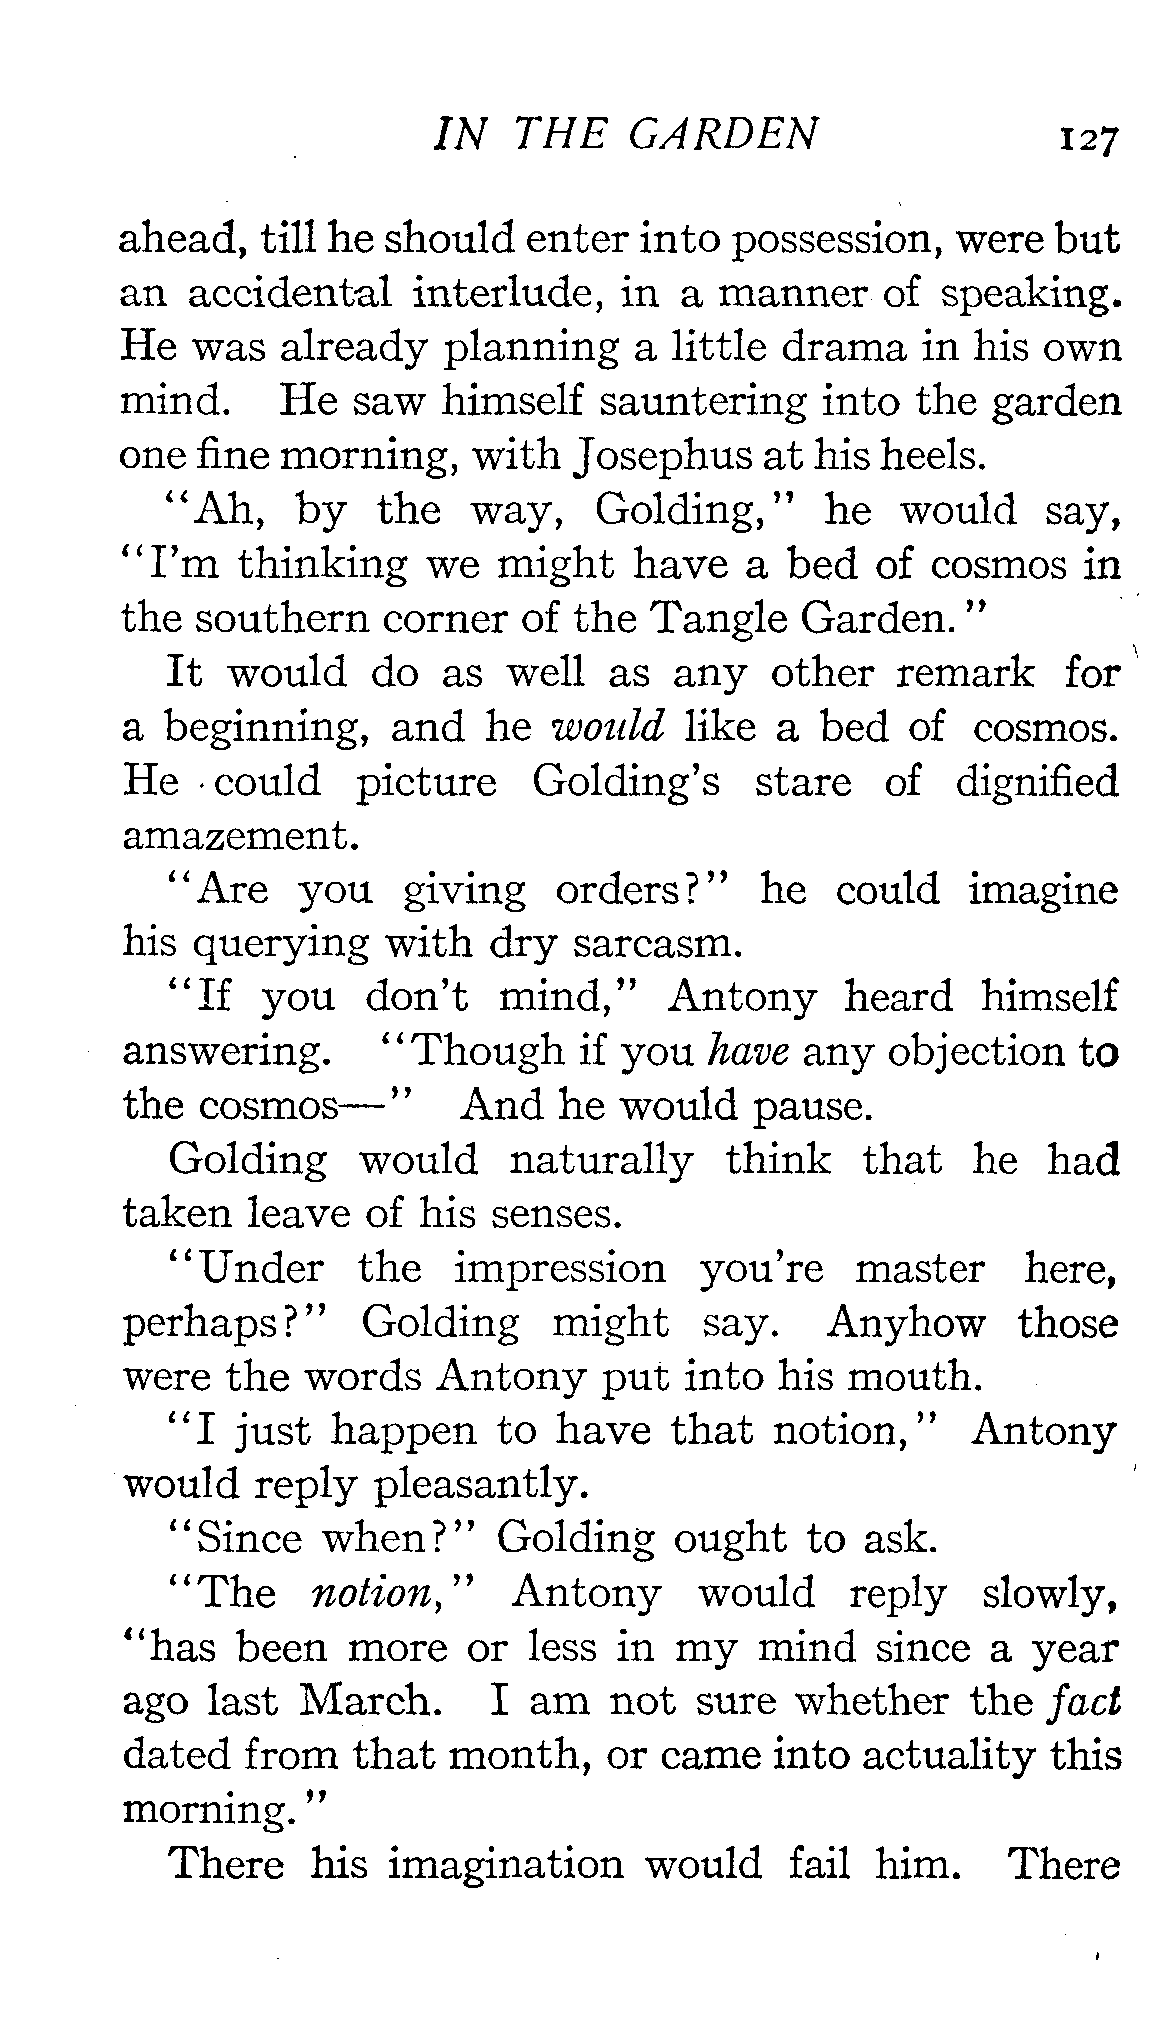 IN THE GARDEN 127
ahead, till he should enter into possession, were but
an accidental interlude, in a manner of speaking.
He was already planning a little drama in his own
mind. He saw himself sauntering into the garden
one fine morning, with Josephus at his heels.
"Ah, by the way, Golding," he would say,
"I'm thinking we might have a bed of cosmos in
the southern corner of the Tangle Garden."
It would do as well as any other remark for
a beginning, and he would like a bed of cosmos.
He could picture Golding's stare of dignified
amazement.
"Are you giving orders?" he could imagine
his querying with dry sarcasm.
"If you don't mind," Antony heard himself
answering. "Though if you have any objection to
the cosmos—" And he would pause.
Golding would naturally think that he had
taken leave of his senses.
"Under the impression you're master here,
perhaps?" Golding might say. Anyhow those
were the words Antony put into his mouth.
"I just happen to have that notion," Antony
would reply pleasantly.
"Since when?" Golding ought to ask.
"The notion," Antony would reply slowly,
"has been more or less in my mind since a year
ago last March. I am not sure whether the fact
dated from that month, or came into actuality this
morning."
There his imagination would fail him. There